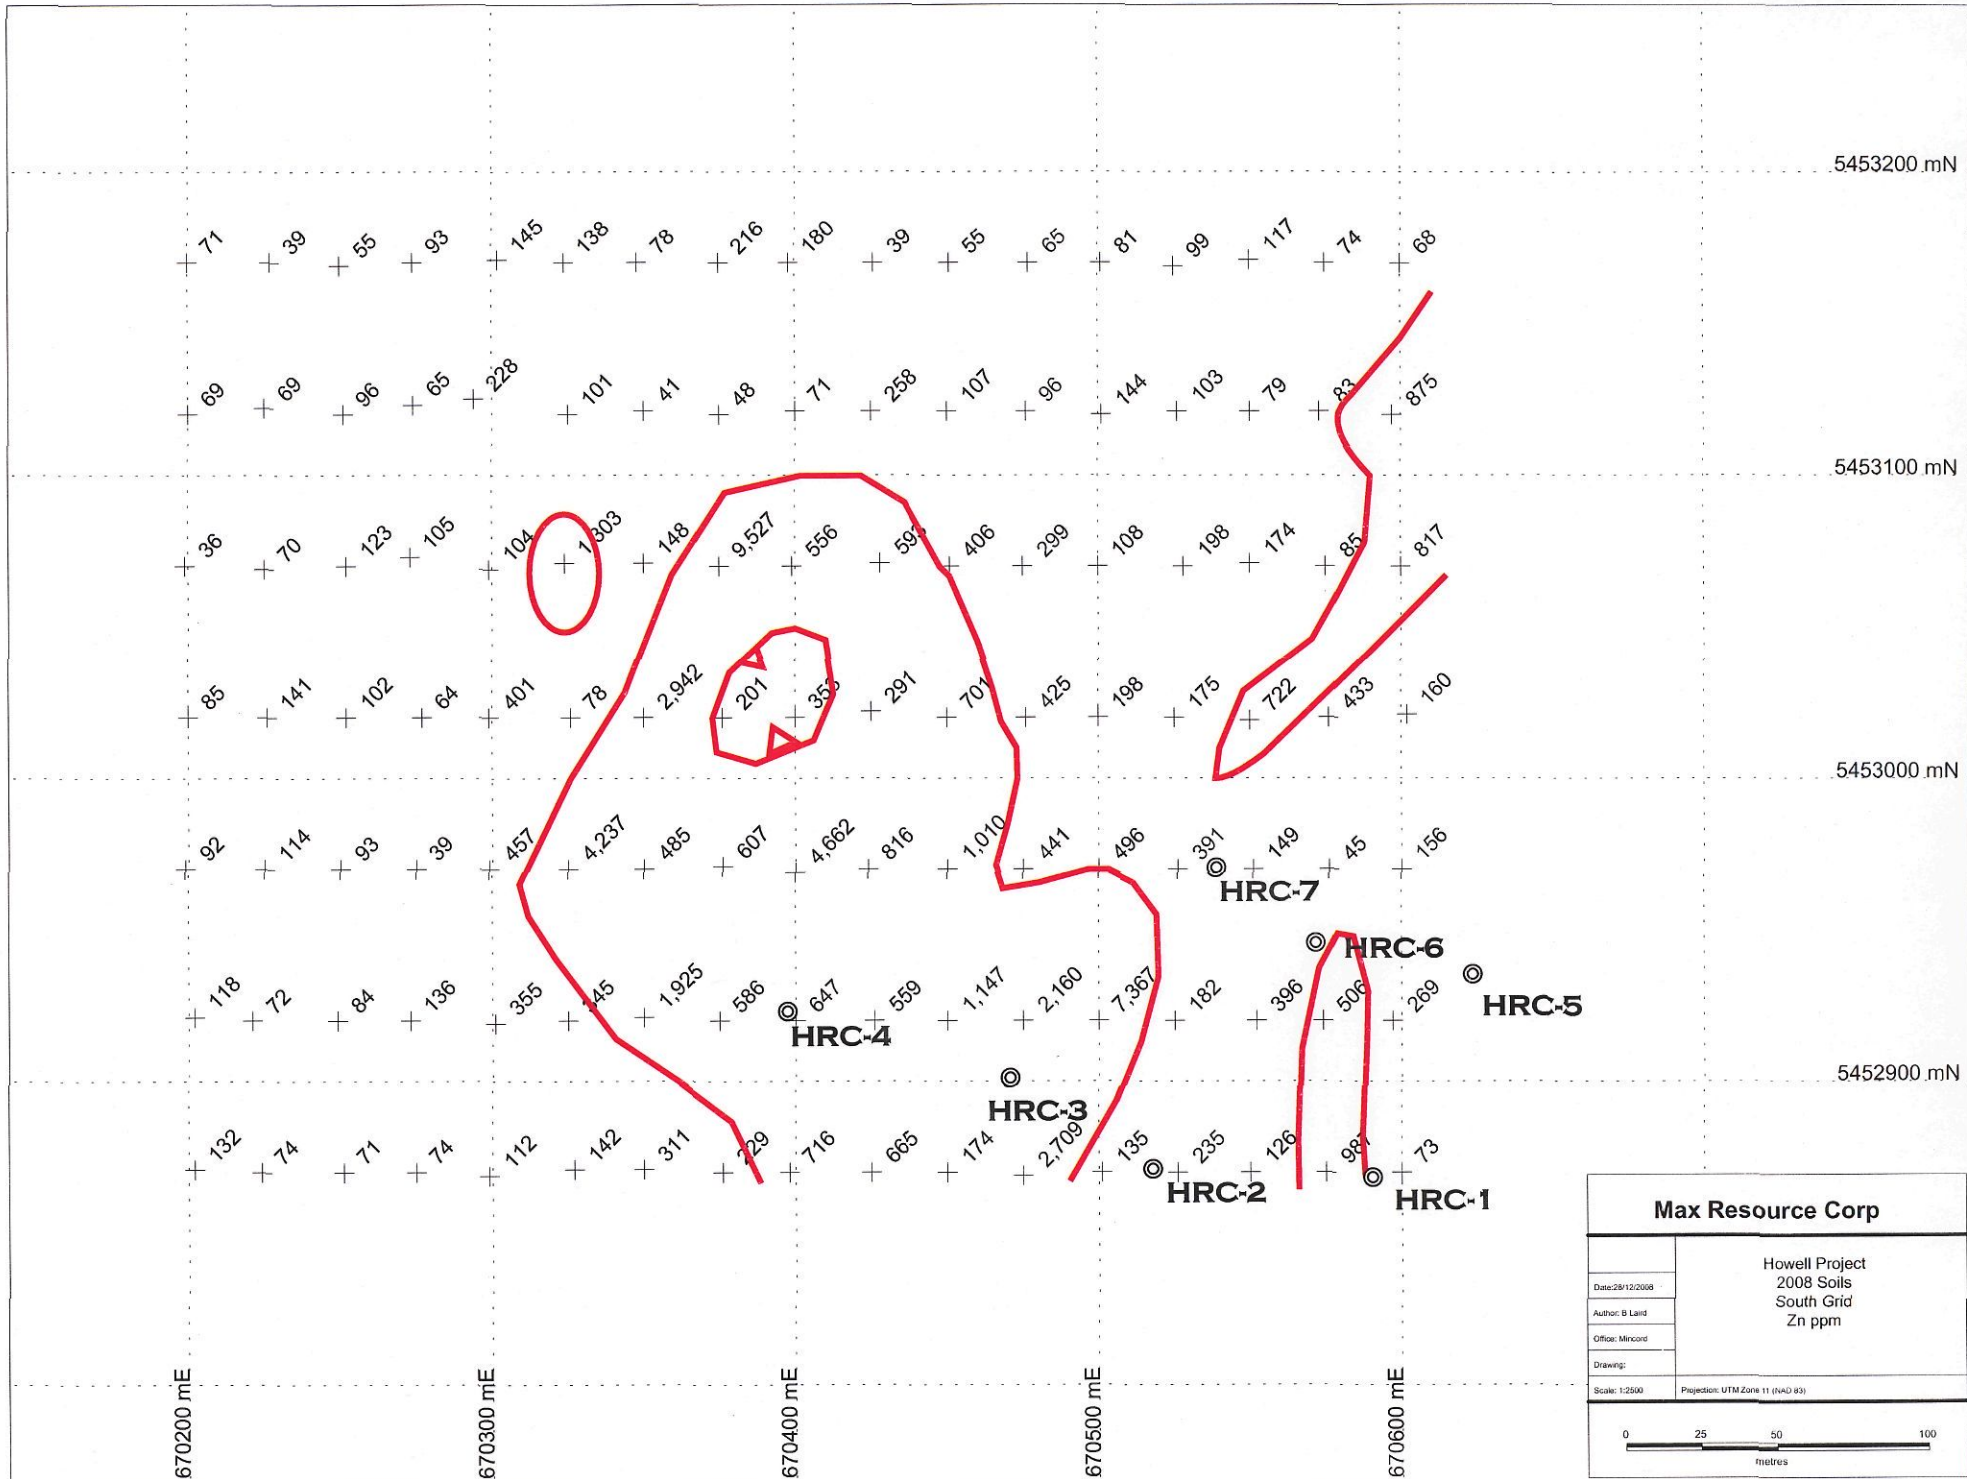 5453200 mN
71 39 55 93 145 138 78 216 180 39 55 65 81 99 117 74 68
69 69 96 65 228 101 41 48 71 258 107 96 144 103 79 83 875
5453100 mN
36 70 123 105 104 1,303 148 9,527 556 593 406 299 108 198 174 85 817
85 141 102 64 401 78 2,942 201 353 291 701 425 198 175 722 433 160
5453000 mN
92 114 93 39 457 4,237 485 607 4,662 816 1,010 441 496 391 149 45 156
HRC-7
HRC-6
HRC-5
118 72 84 136 355 345 1,925 586 647 559 1,147 2,160 7,367 182 396 506 269
HRC-4
5452900 mN
HRC-3
132 74 71 74 112 142 311 229 716 665 174 2,709 135 235 126 987 73
HRC-2
HRC-1
670200 mE
670300 mE
670400 mE
670500 mE
670600 mE
Max Resource Corp
Howell Project
2008 Soils
South Grid
Zn ppm
Date:28/12/2008
Author: B Laird
Office: Mincord
Drawing:
Scale: 1:2500
Projection: UTM Zone 11 (NAD 83)
0 25 50 100
metres